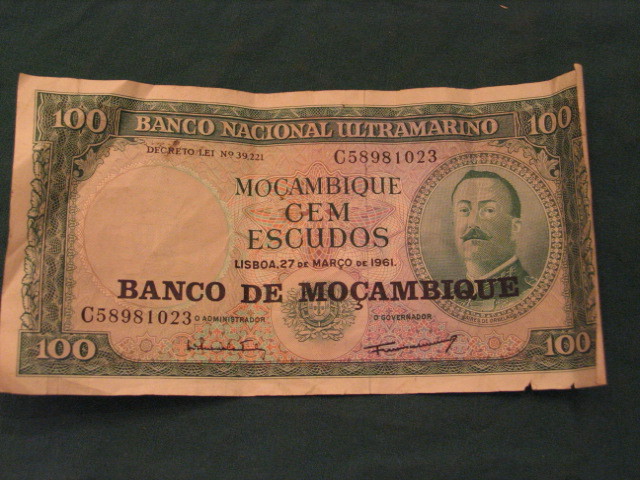 100 BANCO NACIONAL ULTRAMARINO 100
DECRETO LEI Nº 39.221 C58981023
MOÇAMBIQUE
CEM
ESCUDOS
LISBOA, 27 DE MARÇO DE 1961.
BANCO DE MOÇAMBIQUE
C58981023 O ADMINISTRADOR O GOVERNADOR
100 100